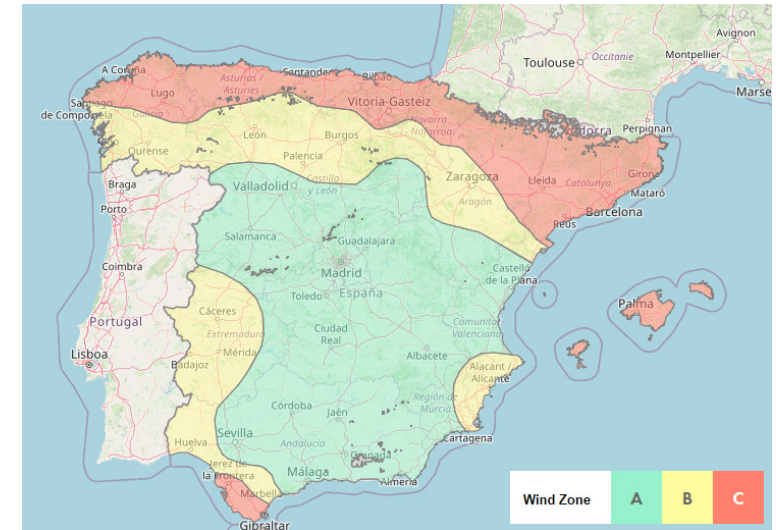 Avignon
Toulouse
Occitanie
Montpellier
Marse
A Coruña
Asturias /
Asturies
Santander
Bilbao
Lugo
Vitoria-Gasteiz
Santiago
de Compostela
Galicia
Navarra
Nafarroa
Andorra
Perpignan
León
Burgos
Ourense
Palencia
Zaragoza
Girona
Lleida
Catalunya
Mataró
Braga
Valladolid
Castilla
y León
Aragón
Barcelona
Porto
Reus
Salamanca
Guadalajara
Coimbra
Madrid
Castelló
de la Plana
Toledo
España
Palma
Cáceres
Portugal
Extremadura
Ciudad
Real
Comunitat
Valenciana
Lisboa
Mérida
Albacete
Badajoz
Alacant /
Alicante
Córdoba
Jaén
Región de
Murcia
Huelva
Sevilla
Andalucía
Cartagena
Granada
Jerez de
la Frontera
Málaga
Almería
Marbella
Gibraltar
Wind Zone A B C